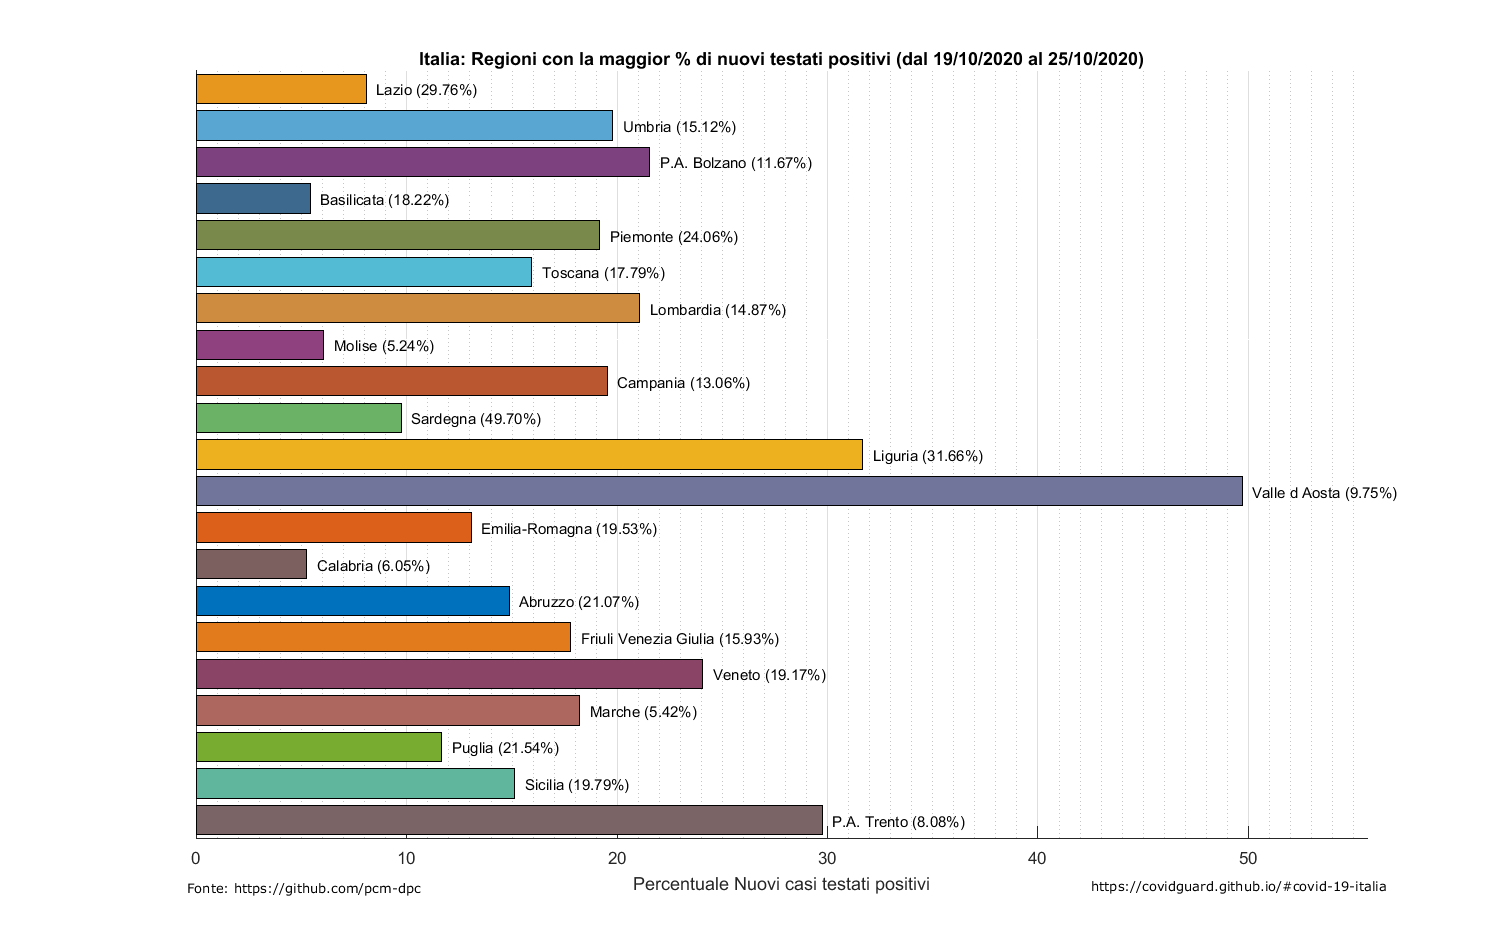 Italia: Regioni con la maggior % di nuovi testati positivi (dal 19/10/2020 al 25/10/2020)
Lazio (29.76%)
Umbria (15.12%)
P.A. Bolzano (11.67%)
Basilicata (18.22%)
Piemonte (24.06%)
Toscana (17.79%)
Lombardia (14.87%)
Molise (5.24%)
Campania (13.06%)
Sardegna (49.70%)
Liguria (31.66%)
Valle d Aosta (9.75%)
Emilia-Romagna (19.53%)
Calabria (6.05%)
Abruzzo (21.07%)
Friuli Venezia Giulia (15.93%)
Veneto (19.17%)
Marche (5.42%)
Puglia (21.54%)
Sicilia (19.79%)
P.A. Trento (8.08%)
0 10 20 30 40 50
Percentuale Nuovi casi testati positivi
Fonte: https://github.com/pcm-dpc
https://covidguard.github.io/#covid-19-italia